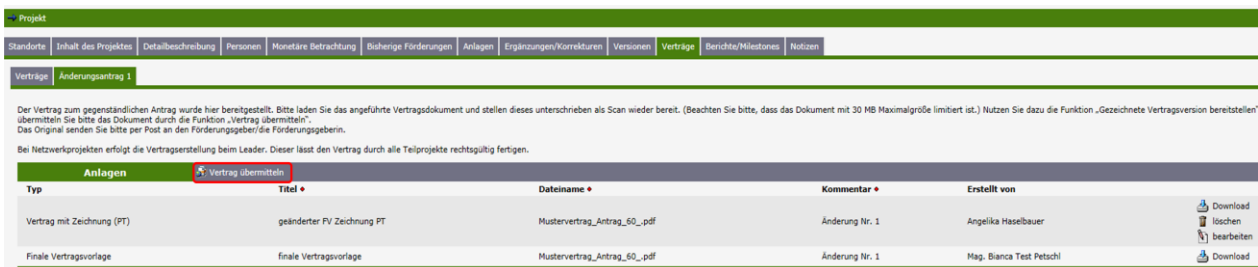 Projekt
Standorte Inhalt des Projektes Detailbeschreibung Personen Monetäre Betrachtung Bisherige Förderungen Anlagen Ergänzungen/Korrekturen Versionen Verträge Berichte/Milestones Notizen
Verträge Änderungsantrag 1
Der Vertrag zum gegenständlichen Antrag wurde hier bereitgestellt. Bitte laden Sie das angeführte Vertragsdokument und stellen dieses unterschrieben als Scan wieder bereit. (Beachten Sie bitte, dass das Dokument mit 30 MB Maximalgröße limitiert ist.) Nutzen Sie dazu die Funktion „Gezeichnete Vertragsversion bereitstellen"
übermitteln Sie bitte das Dokument durch die Funktion „Vertrag übermitteln".
Das Original senden Sie bitte per Post an den Förderungsgeber/die Förderungsgeberin.
Bei Netzwerkprojekten erfolgt die Vertragserstellung beim Leader. Dieser lässt den Vertrag durch alle Teilprojekte rechtsgültig fertigen.
Anlagen Vertrag übermitteln
Typ Titel Dateiname Kommentar Erstellt von
Download
Vertrag mit Zeichnung (PT) geänderter FV Zeichnung PT Mustervertrag_Antrag_60_.pdf Änderung Nr. 1 Angelika Haselbauer löschen
bearbeiten
Finale Vertragsvorlage finale Vertragsvorlage Mustervertrag_Antrag_60_.pdf Änderung Nr. 1 Mag. Bianca Test Petschl Download